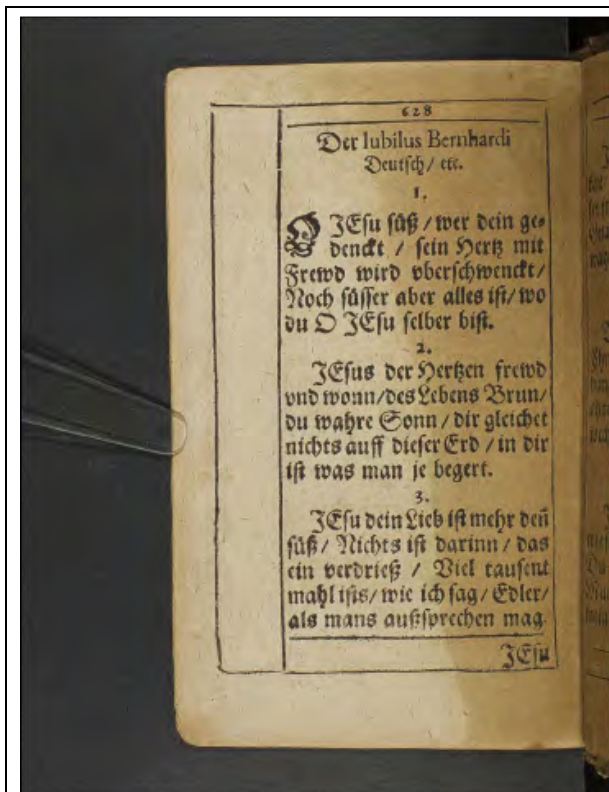 628
Der Iubilus Bernhardi
Deutsch / etc.
1.
O JEsu süß / wer dein ge-
denckt / sein Hertz mit
Frewd wird vberschwenckt /
Noch süsser aber alles ist / wo
du O JEsu selber bist.
2.
JEsus der Hertzen frewd
vnd wonn / des Lebens Brun /
du wahre Sonn / dir gleichet
nichts auff dieser Erd / in dir
ist was man je begert.
3.
JEsu dein Lieb ist mehr deñ
süß / Nichts ist darinn / das
ein verdrieß / Viel tausent
mahl ists / wie ich sag / Edler /
als mans außsprechen mag.
JEsu